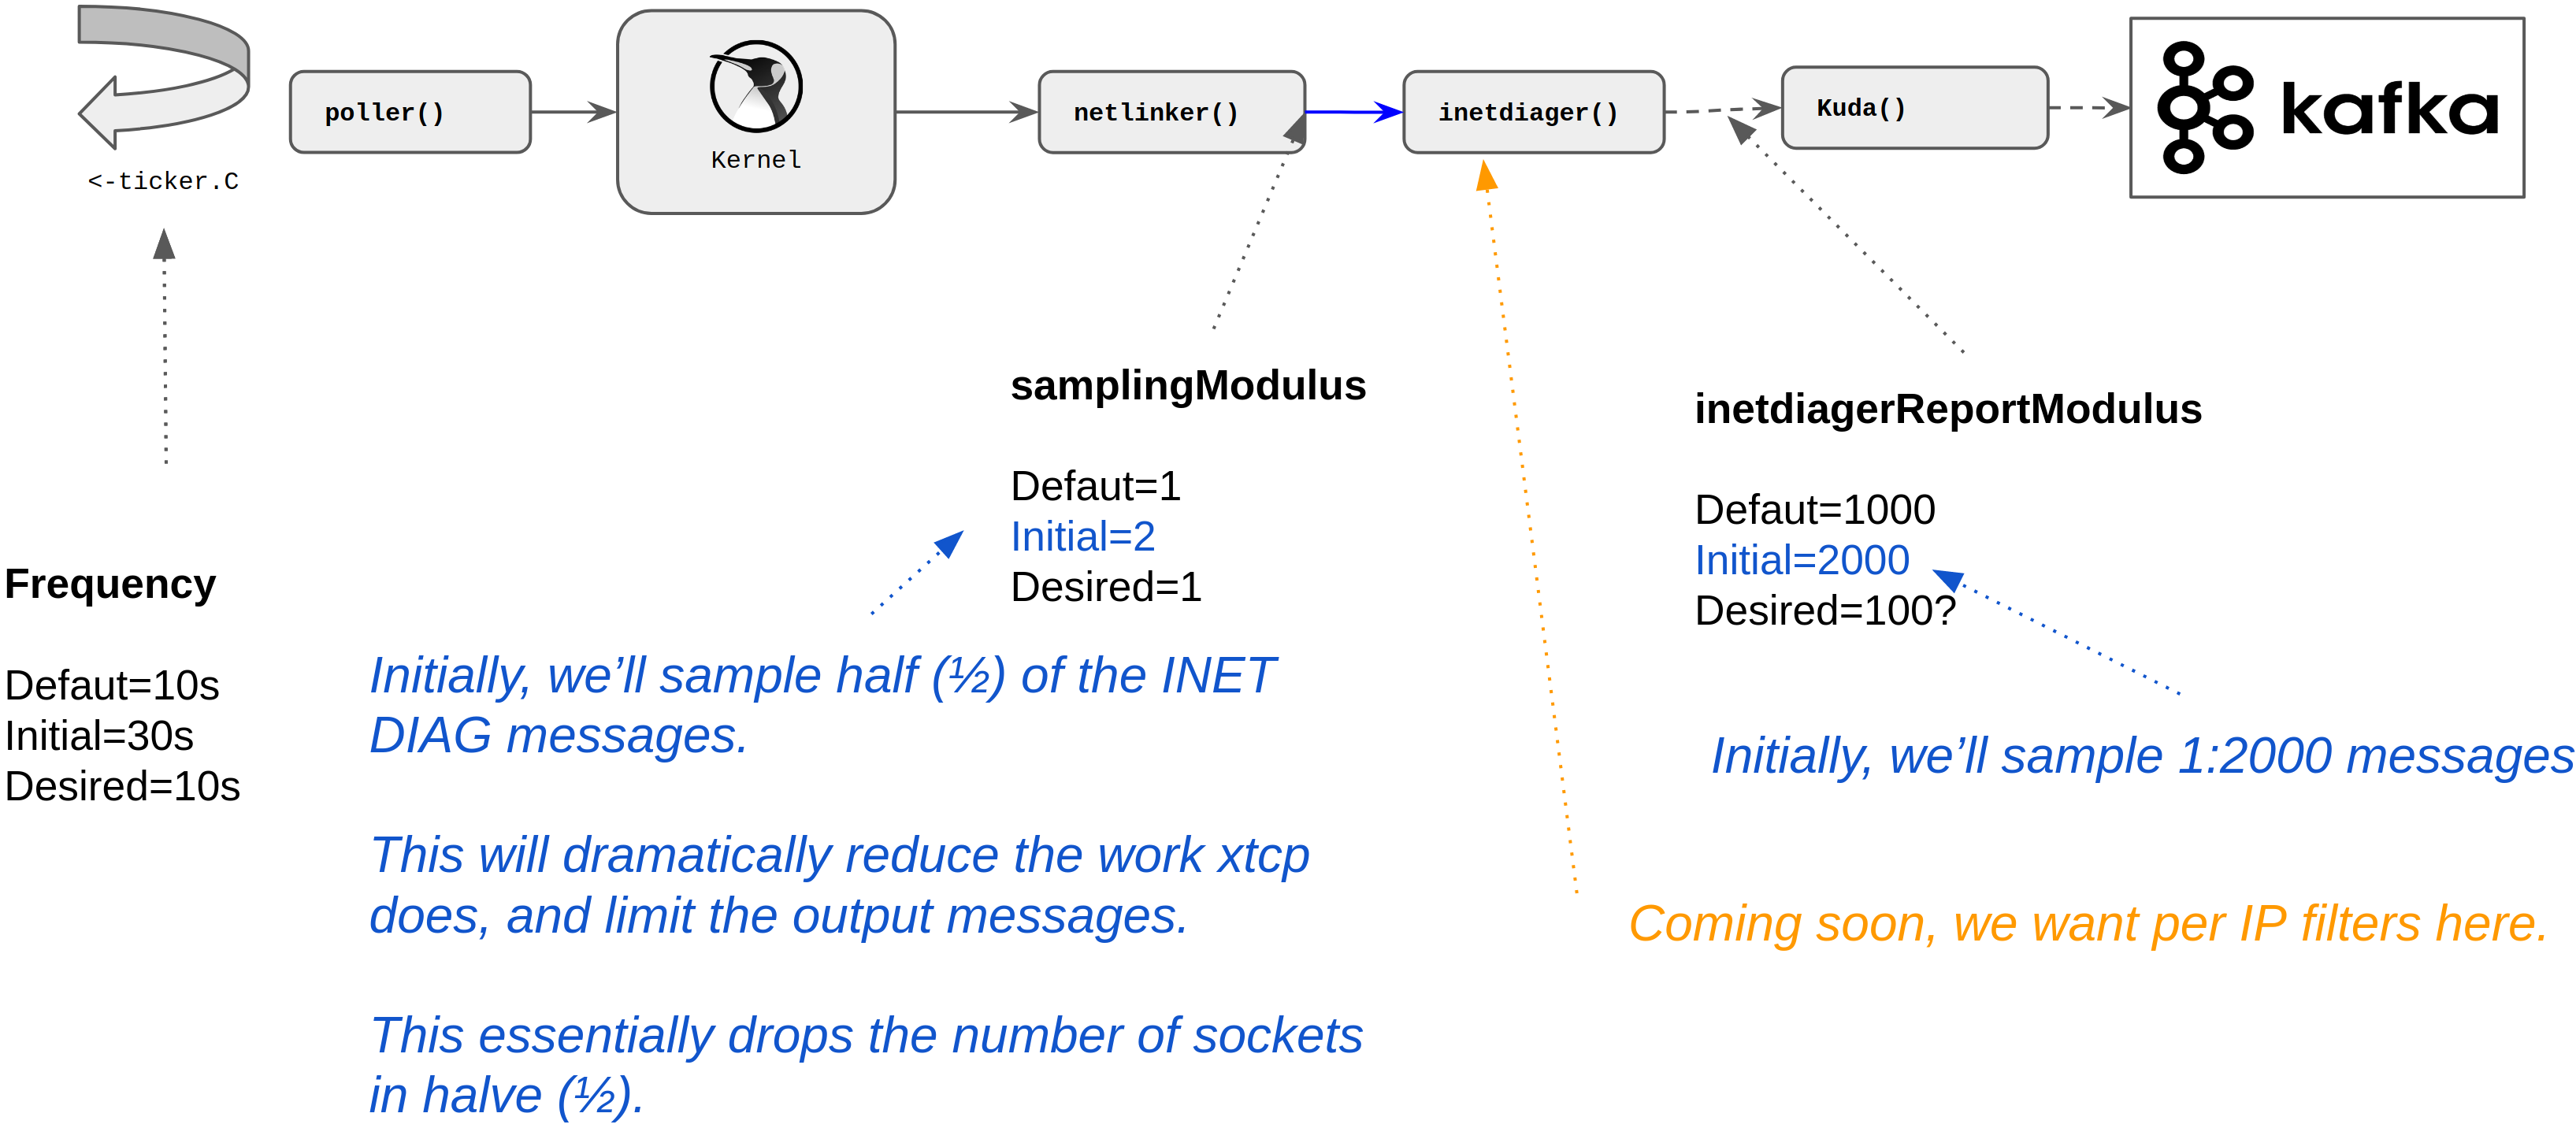 poller()
Kernel
netlinker()
inetdiager()
Kuda()
kafka
<-ticker.C
samplingModulus
Defaut=1
Initial=2
Desired=1
inetdiagerReportModulus
Defaut=1000
Initial=2000
Desired=100?
Frequency
Defaut=10s
Initial=30s
Desired=10s
Initially, we’ll sample half (½) of the INET
DIAG messages.
This will dramatically reduce the work xtcp
does, and limit the output messages.
This essentially drops the number of sockets
in halve (½).
Initially, we’ll sample 1:2000 messages
Coming soon, we want per IP filters here.